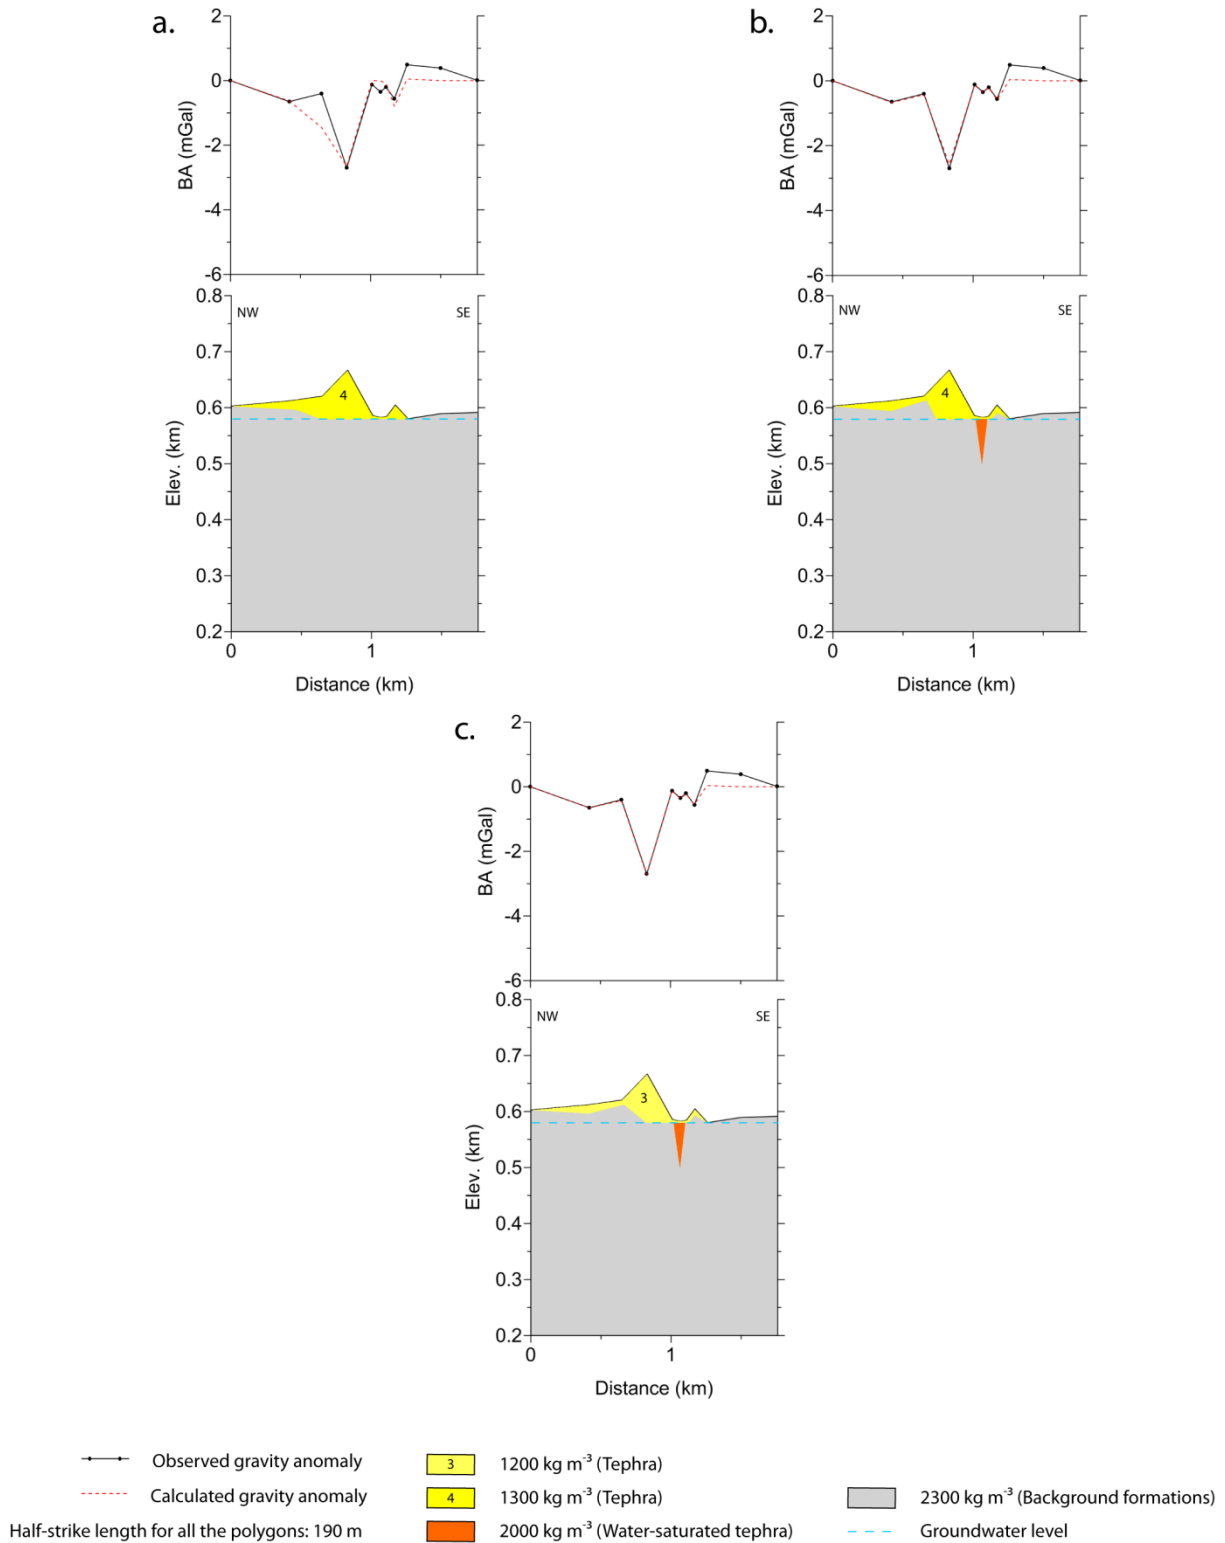 a.
2
0
-2
-4
-6
BA (mGal)
0.8
0.7
0.6
0.5
0.4
0.3
0.2
Elev. (km)
NW
SE
4
0
1
Distance (km)
b.
2
0
-2
-4
-6
BA (mGal)
0.8
0.7
0.6
0.5
0.4
0.3
0.2
Elev. (km)
NW
SE
4
0
1
Distance (km)
c.
2
0
-2
-4
-6
BA (mGal)
0.8
0.7
0.6
0.5
0.4
0.3
0.2
Elev. (km)
NW
SE
3
0
1
Distance (km)
Observed gravity anomaly
Calculated gravity anomaly
Half-strike length for all the polygons: 190 m
3 1200 kg m⁻³ (Tephra)
4 1300 kg m⁻³ (Tephra)
2000 kg m⁻³ (Water-saturated tephra)
2300 kg m⁻³ (Background formations)
Groundwater level